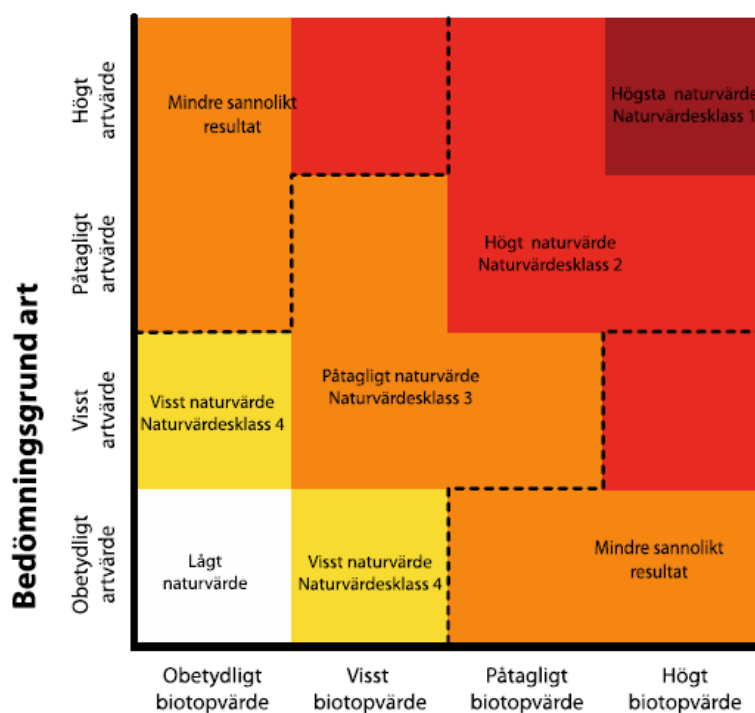 Bedömningsgrund art
Högt
artvärde
Påtagligt
artvärde
Visst
artvärde
Obetydligt
artvärde
Mindre sannolikt
resultat
Högsta naturvärde
Naturvärdesklass 1
Högt naturvärde
Naturvärdesklass 2
Påtagligt naturvärde
Naturvärdesklass 3
Visst naturvärde
Naturvärdesklass 4
Lågt
naturvärde
Visst naturvärde
Naturvärdesklass 4
Mindre sannolikt
resultat
Obetydligt
biotopvärde
Visst
biotopvärde
Påtagligt
biotopvärde
Högt
biotopvärde